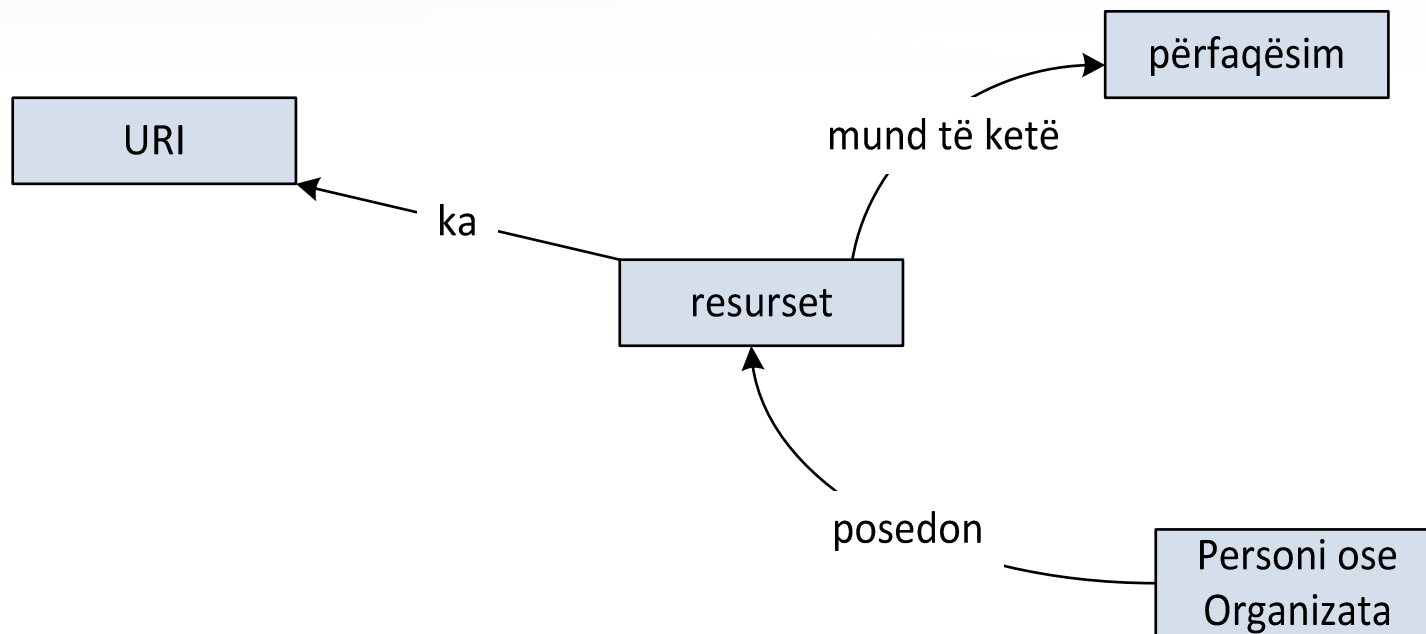 përfaqësim
URI
mund të ketë
ka
resurset
posedon
Personi ose
Organizata